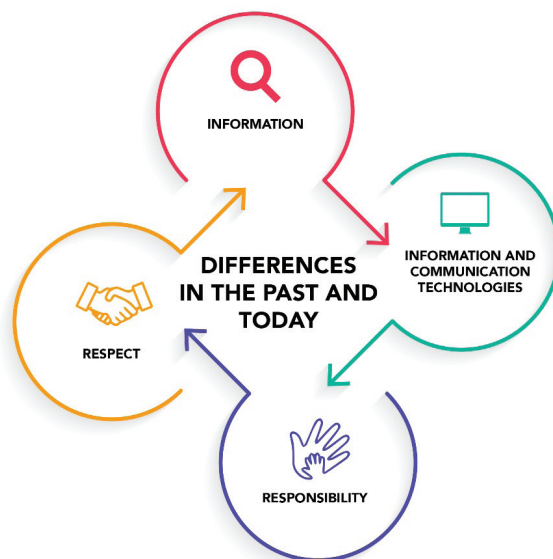 INFORMATION
INFORMATION AND
COMMUNICATION
TECHNOLOGIES
DIFFERENCES
IN THE PAST AND
TODAY
RESPECT
RESPONSIBILITY